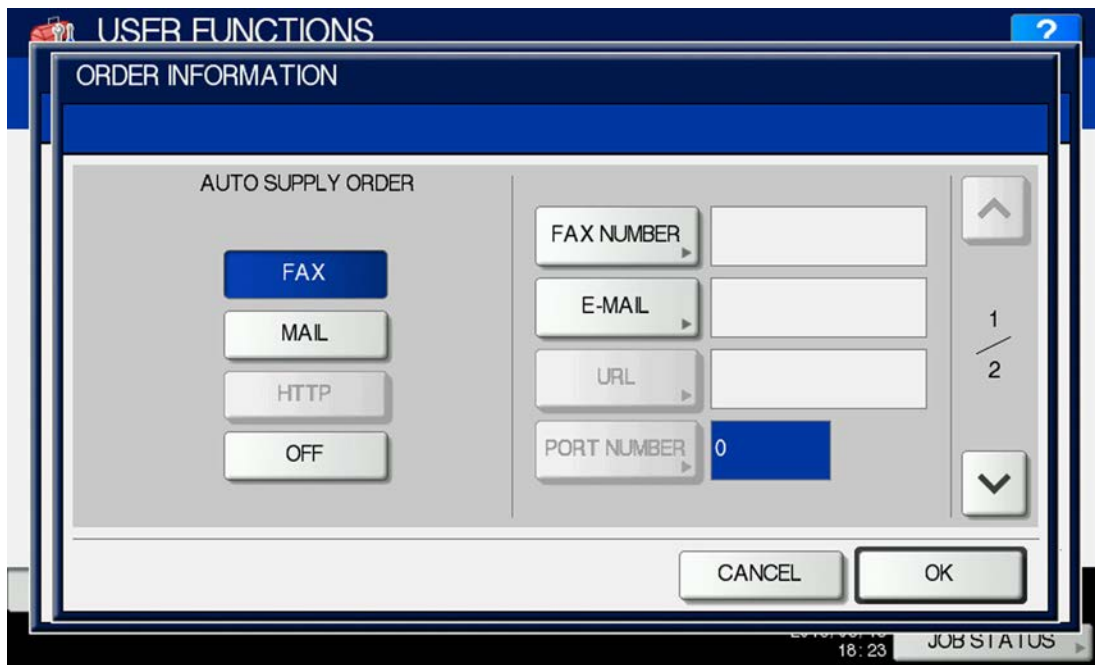 USER FUNCTIONS
?
ORDER INFORMATION
AUTO SUPPLY ORDER
FAX
MAIL
HTTP
OFF
FAX NUMBER
E-MAIL
URL
PORT NUMBER 0
1
2
CANCEL
OK
18:23
JOB STATUS